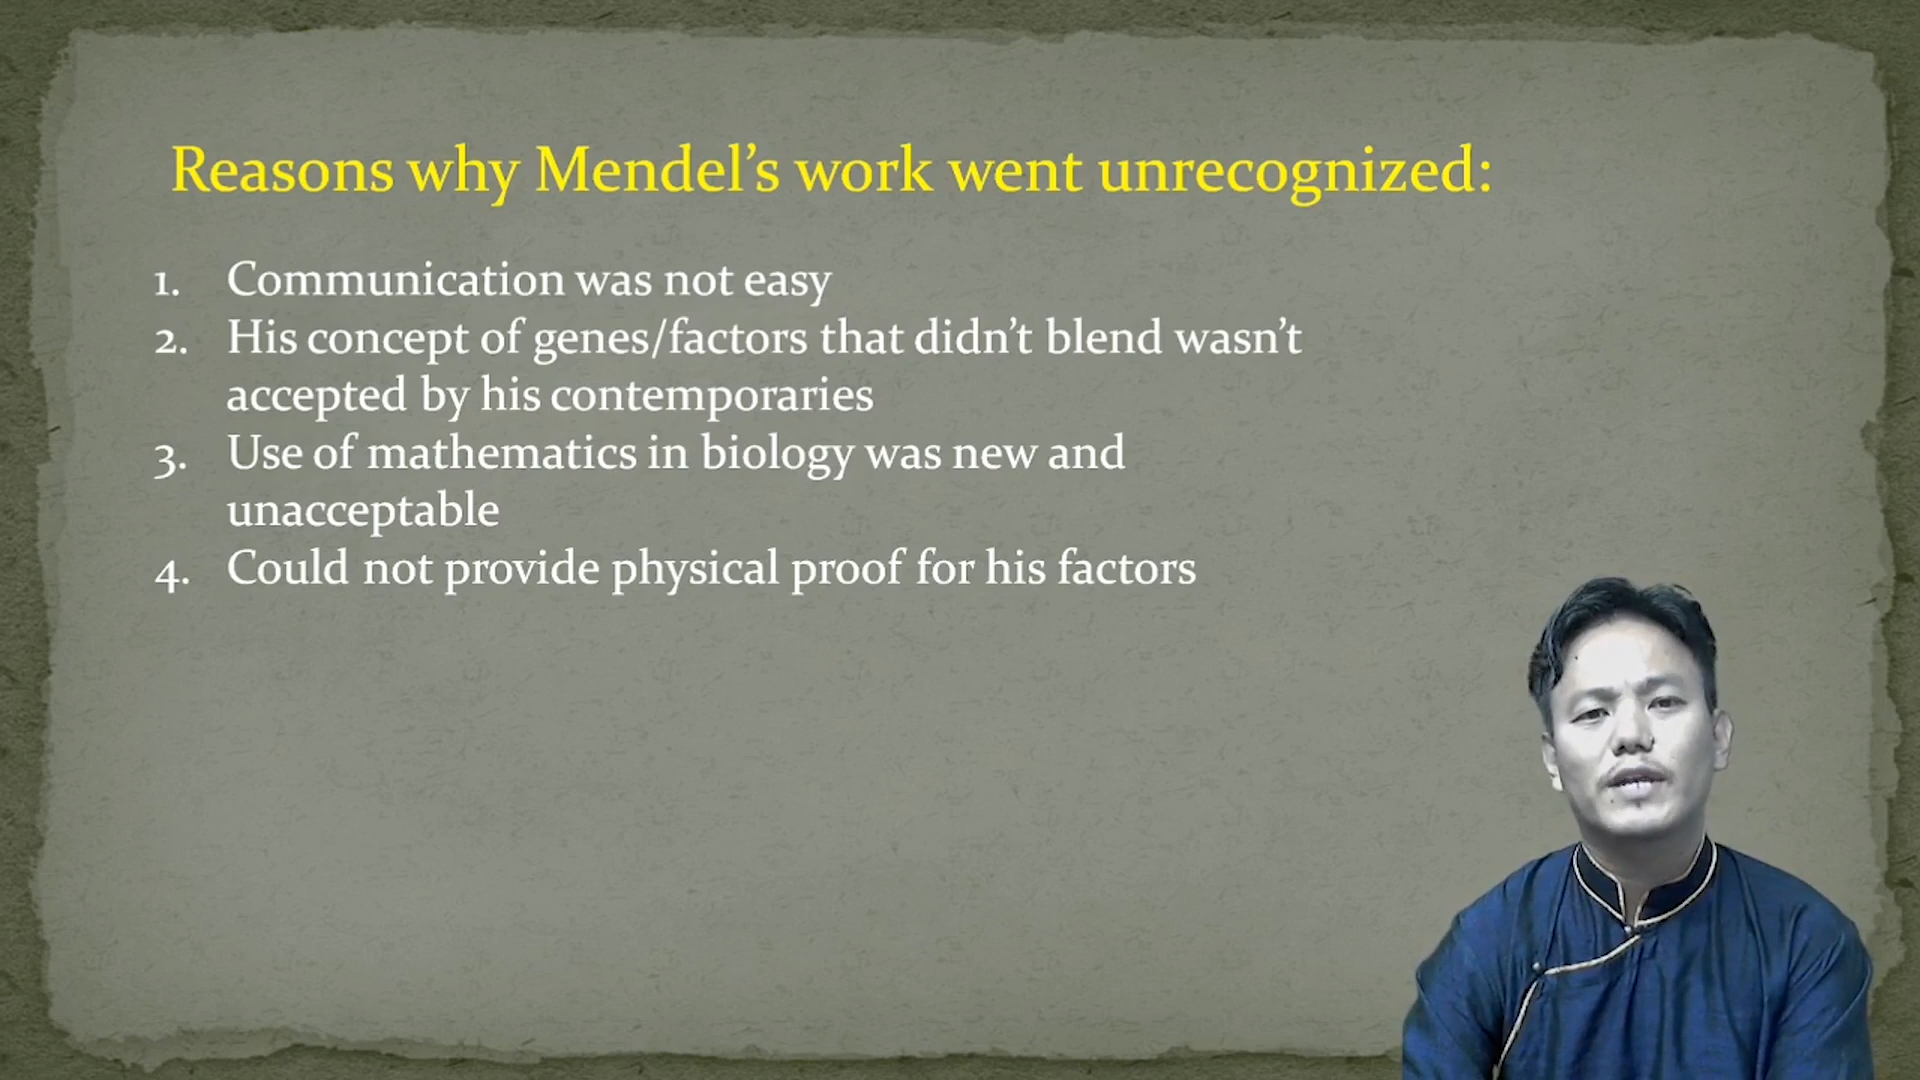 Reasons why Mendel’s work went unrecognized:
1. Communication was not easy
2. His concept of genes/factors that didn’t blend wasn’t
accepted by his contemporaries
3. Use of mathematics in biology was new and
unacceptable
4. Could not provide physical proof for his factors